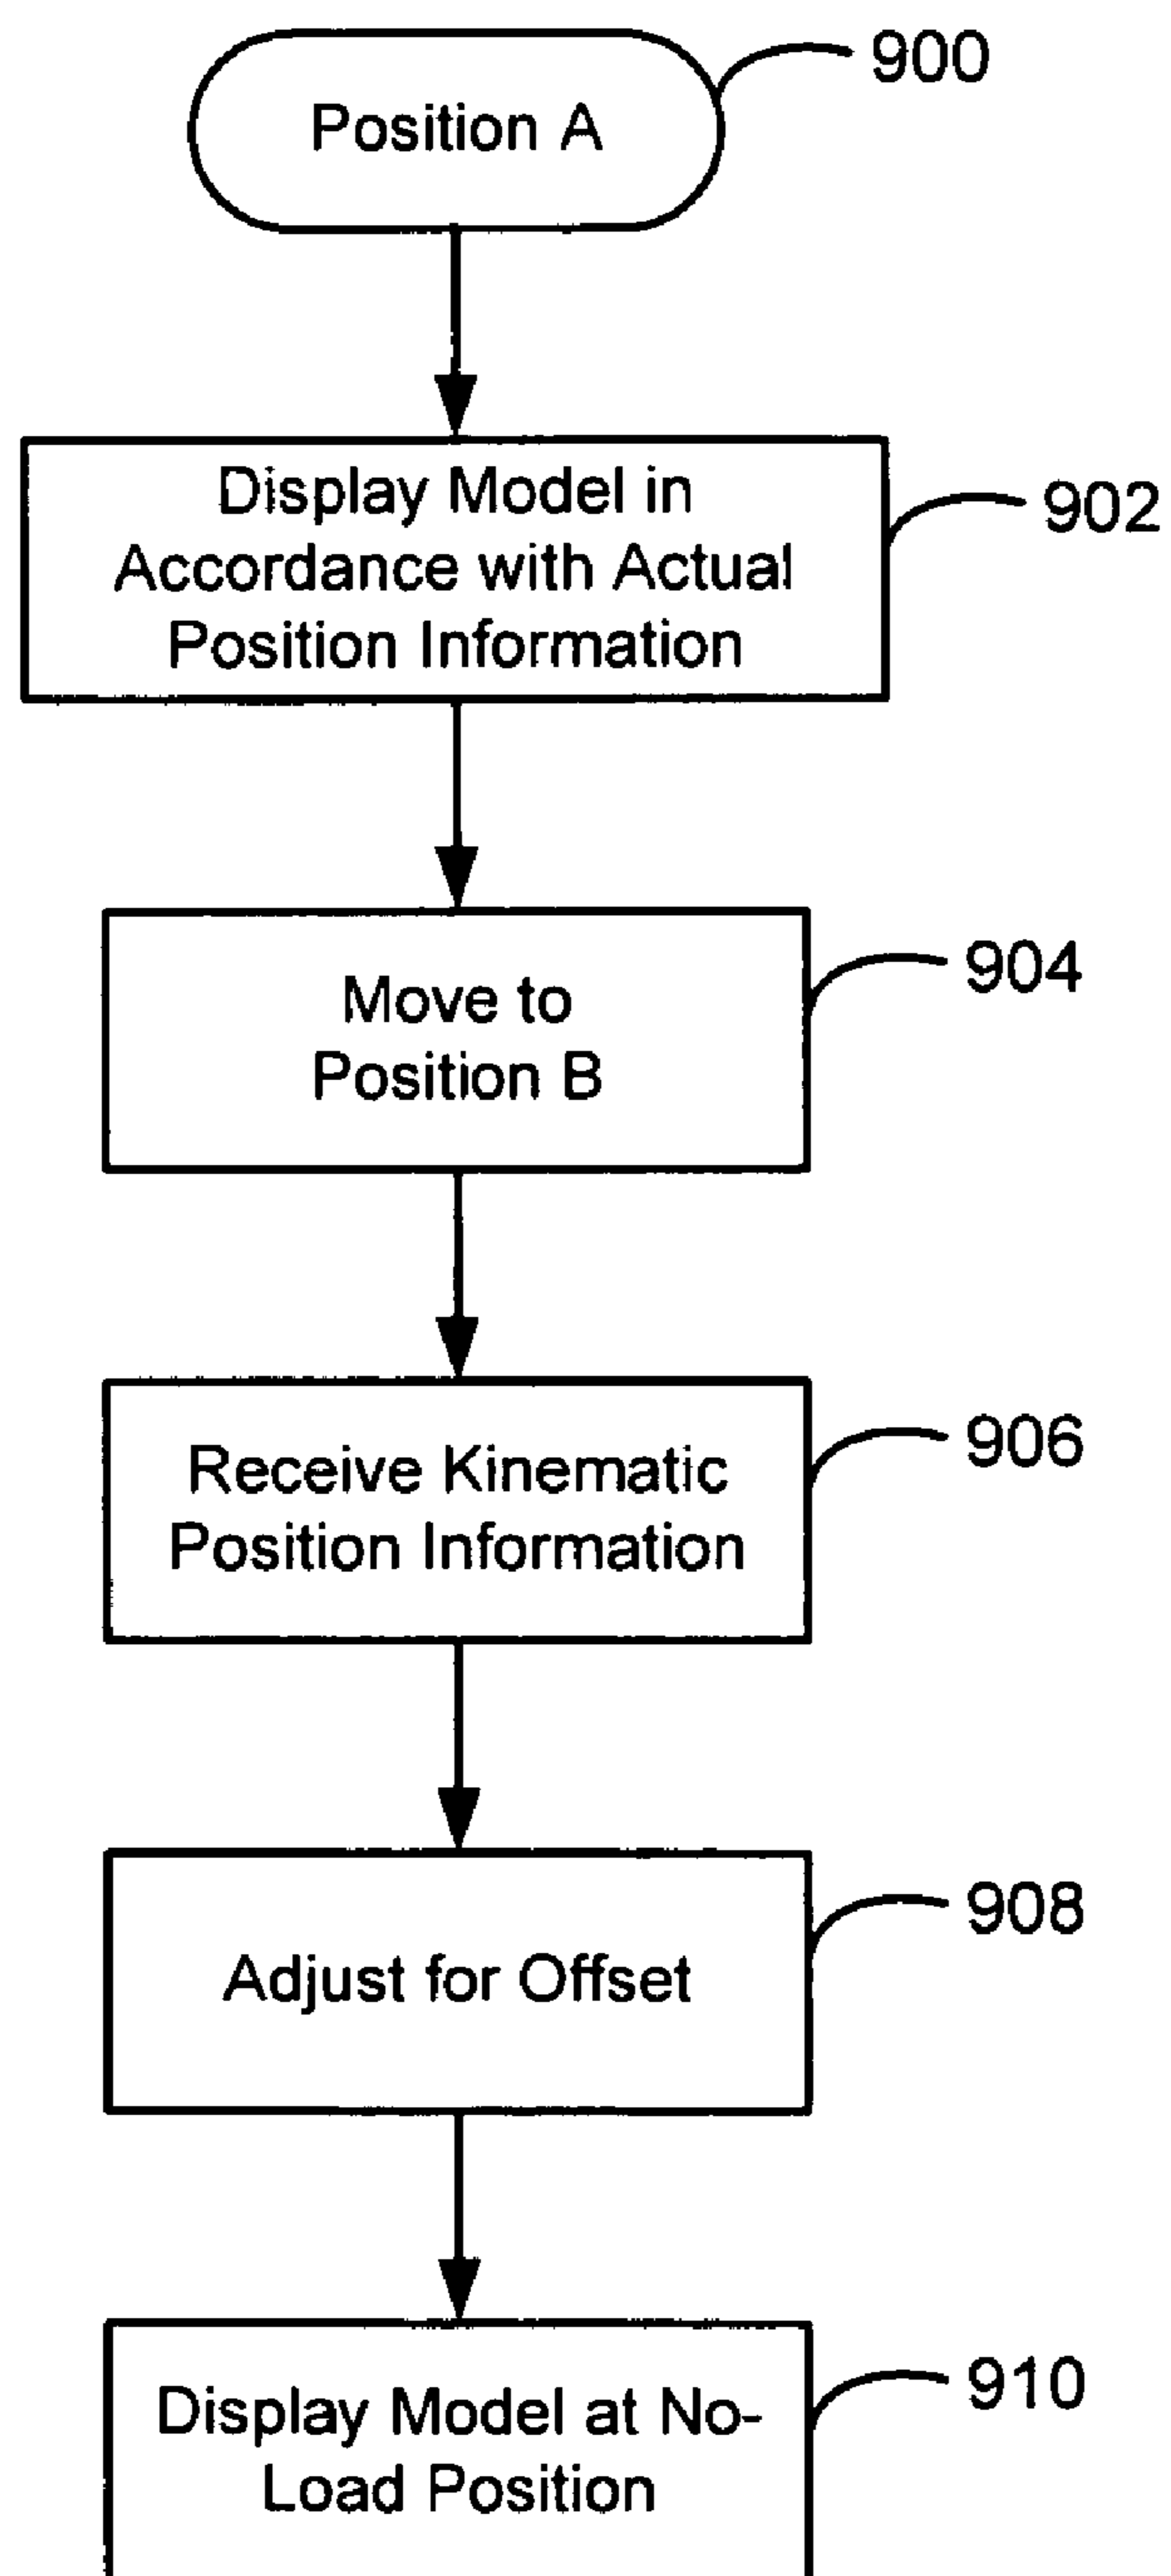 900
Position A
Display Model in
Accordance with Actual
Position Information
902
Move to
Position B
904
Receive Kinematic
Position Information
906
Adjust for Offset
908
Display Model at No-
Load Position
910